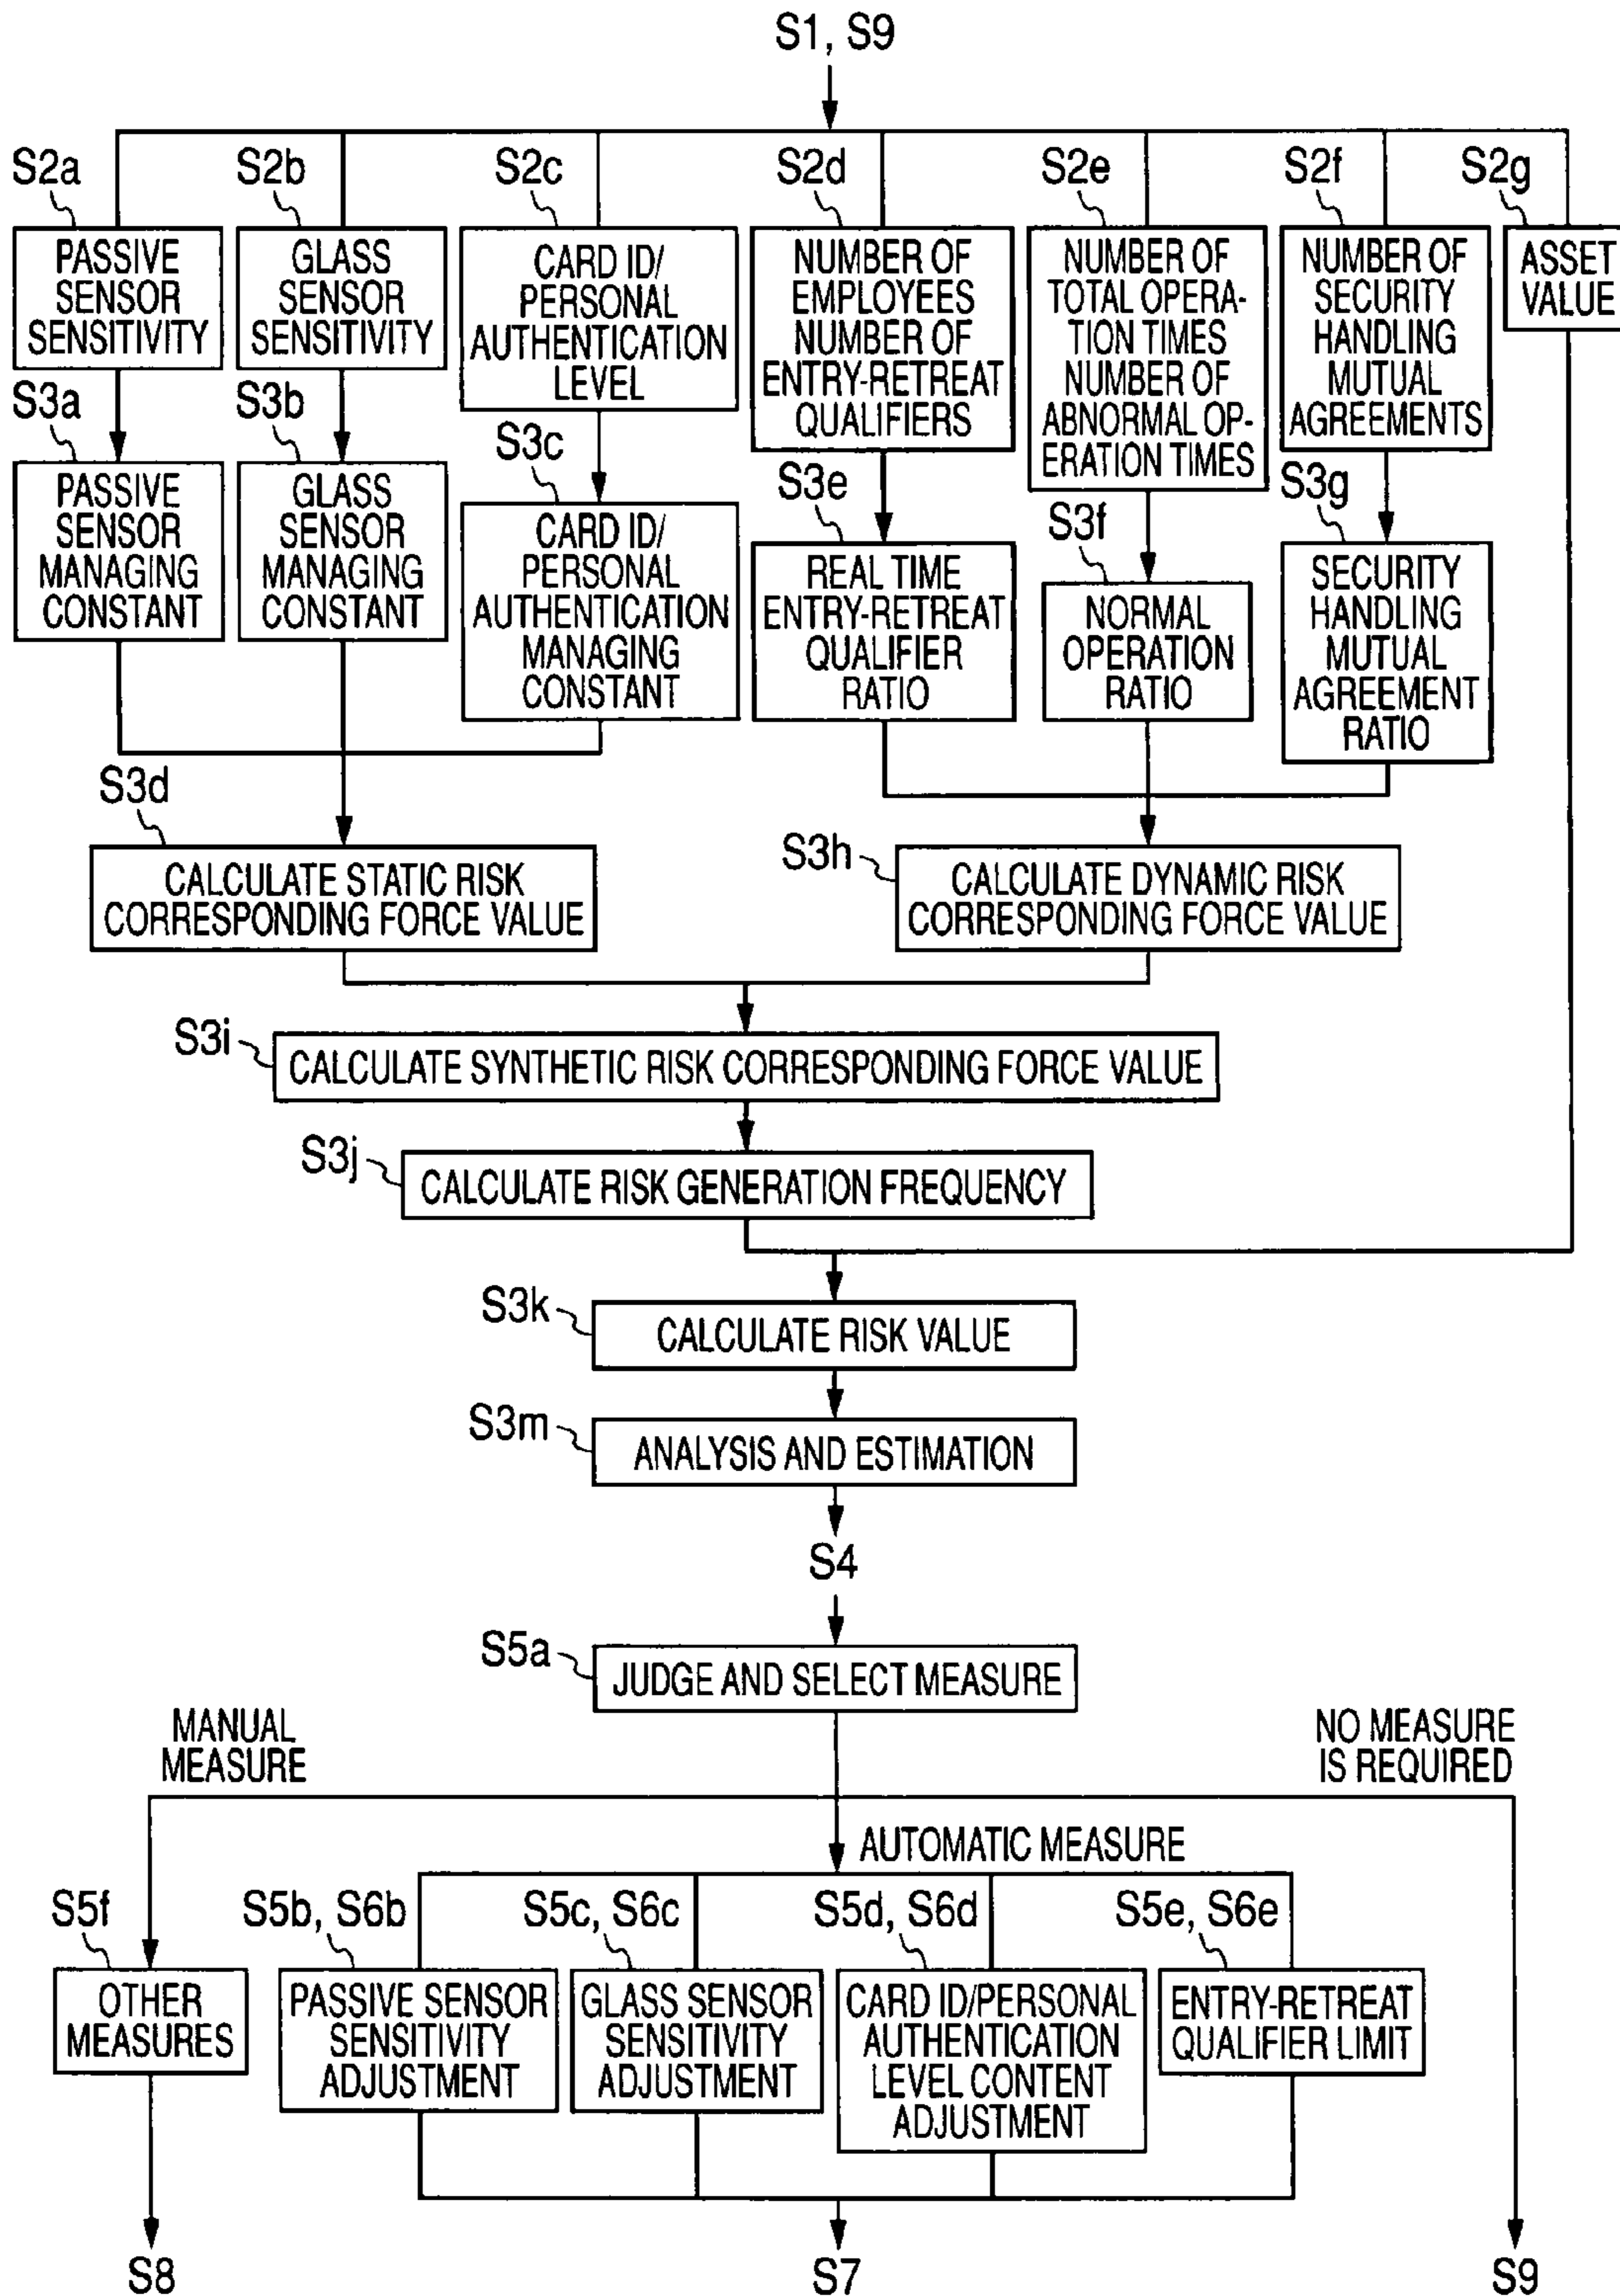 S1, S9
S2a
S2b
S2c
S2d
S2e
S2f
S2g
PASSIVE
SENSOR
SENSITIVITY
GLASS
SENSOR
SENSITIVITY
CARD ID/
PERSONAL
AUTHENTICATION
LEVEL
NUMBER OF
EMPLOYEES
NUMBER OF
ENTRY-RETREAT
QUALIFIERS
NUMBER OF
TOTAL OPERA-
TION TIMES
NUMBER OF
ABNORMAL OP-
ERATION TIMES
NUMBER OF
SECURITY
HANDLING
MUTUAL
AGREEMENTS
ASSET
VALUE
S3a
S3b
S3c
S3e
S3f
S3g
PASSIVE
SENSOR
MANAGING
CONSTANT
GLASS
SENSOR
MANAGING
CONSTANT
CARD ID/
PERSONAL
AUTHENTICATION
MANAGING
CONSTANT
REAL TIME
ENTRY-RETREAT
QUALIFIER
RATIO
NORMAL
OPERATION
RATIO
SECURITY
HANDLING
MUTUAL
AGREEMENT
RATIO
S3d
CALCULATE STATIC RISK
CORRESPONDING FORCE VALUE
S3h
CALCULATE DYNAMIC RISK
CORRESPONDING FORCE VALUE
S3i
CALCULATE SYNTHETIC RISK CORRESPONDING FORCE VALUE
S3j
CALCULATE RISK GENERATION FREQUENCY
S3k
CALCULATE RISK VALUE
S3m
ANALYSIS AND ESTIMATION
S4
S5a
JUDGE AND SELECT MEASURE
MANUAL
MEASURE
NO MEASURE
IS REQUIRED
AUTOMATIC MEASURE
S5f
S5b, S6b
S5c, S6c
S5d, S6d
S5e, S6e
OTHER
MEASURES
PASSIVE SENSOR
SENSITIVITY
ADJUSTMENT
GLASS SENSOR
SENSITIVITY
ADJUSTMENT
CARD ID/PERSONAL
AUTHENTICATION
LEVEL CONTENT
ADJUSTMENT
ENTRY-RETREAT
QUALIFIER LIMIT
S8
S7
S9